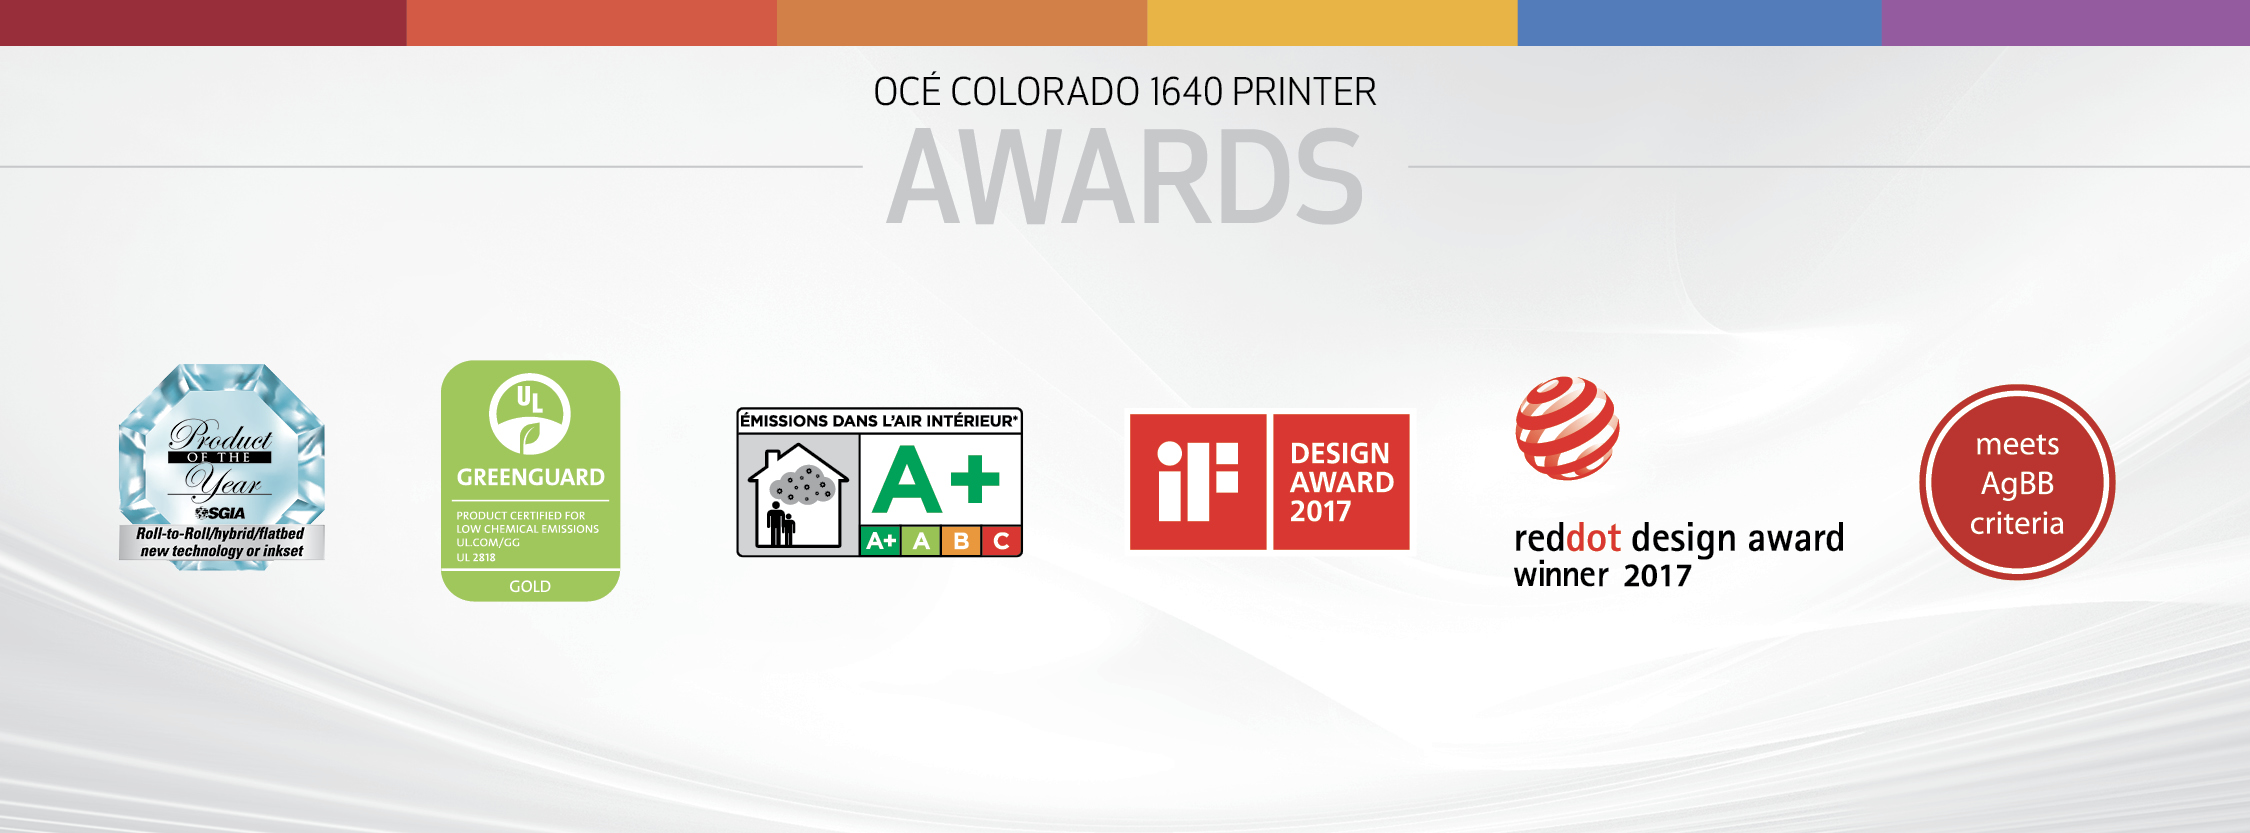 OCÉ COLORADO 1640 PRINTER
AWARDS
Product
OF THE
Year
SGIA
Roll-to-Roll/hybrid/flatbed
new technology or inkset
UL
GREENGUARD
PRODUCT CERTIFIED FOR
LOW CHEMICAL EMISSIONS
UL.COM/GG
UL 2818
GOLD
ÉMISSIONS DANS L'AIR INTÉRIEUR*
A+
A+ A B C
iF
DESIGN
AWARD
2017
reddot design award
winner 2017
meets
AgBB
criteria